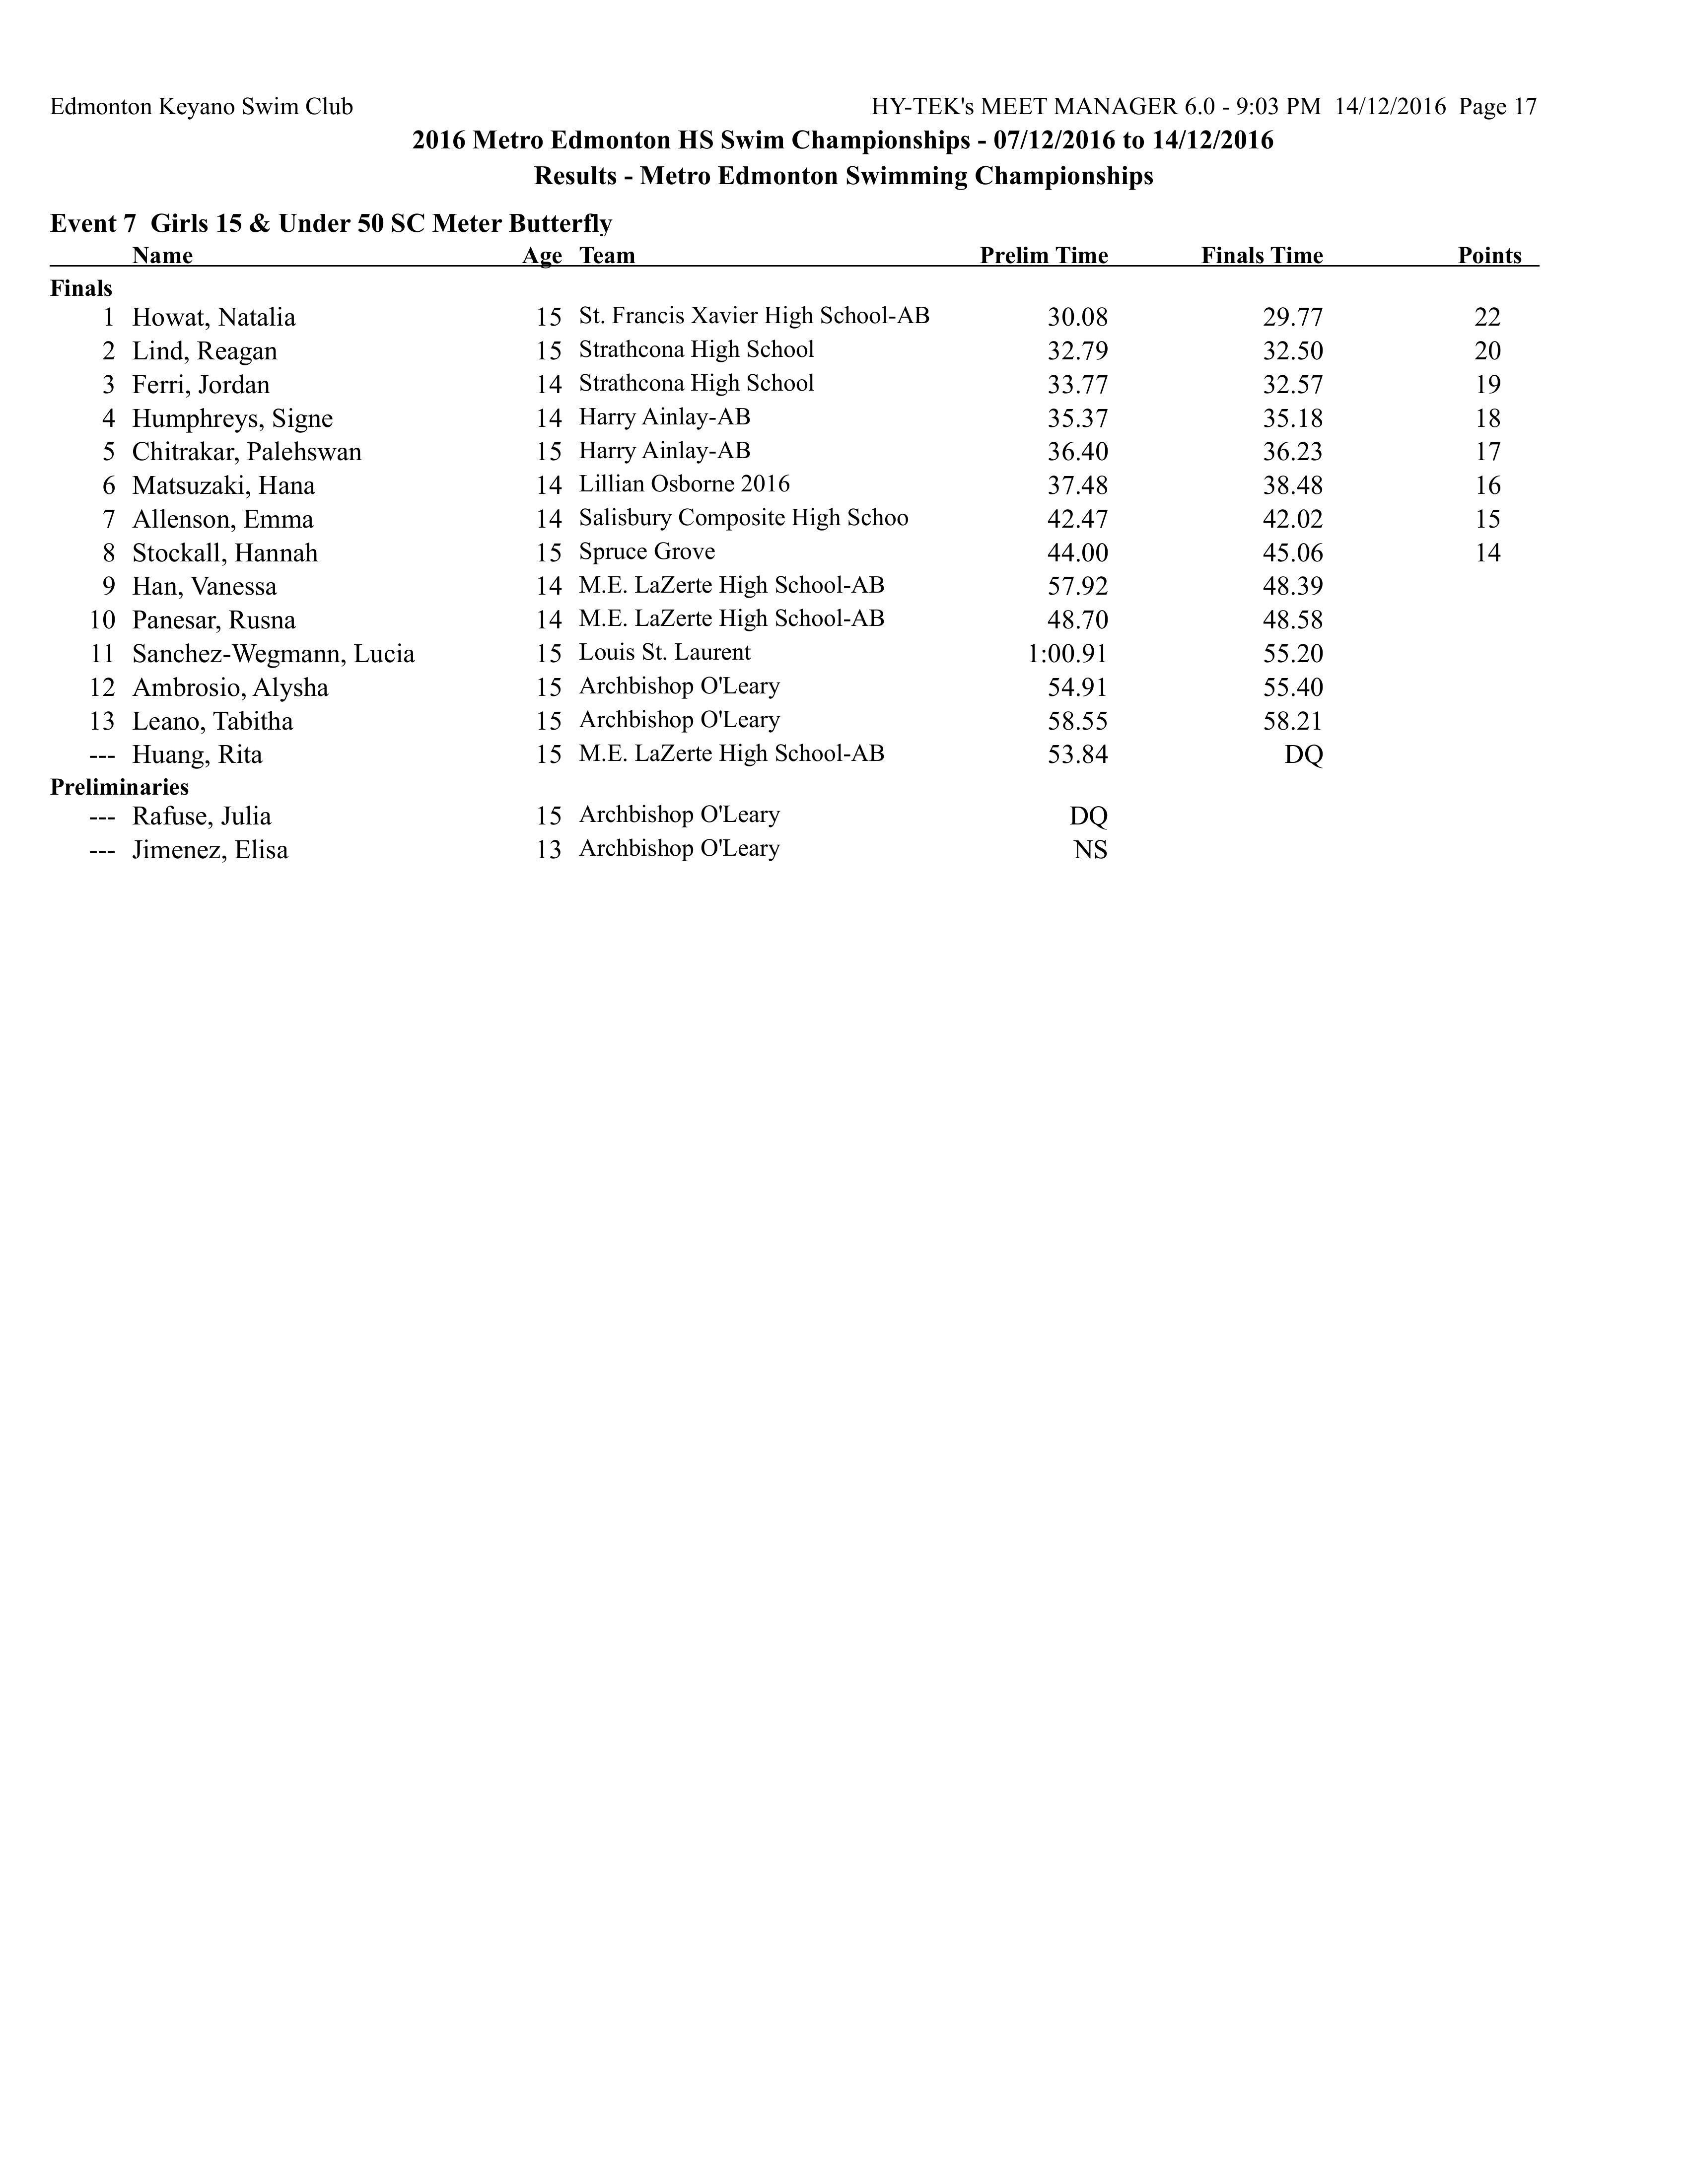 Edmonton Keyano Swim Club HY-TEK's MEET MANAGER 6.0 - 9:03 PM 14/12/2016 Page 17
2016 Metro Edmonton HS Swim Championships - 07/12/2016 to 14/12/2016
Results - Metro Edmonton Swimming Championships
Event 7 Girls 15 & Under 50 SC Meter Butterfly
Name Age Team Prelim Time Finals Time Points
Finals
1 Howat, Natalia 15 St. Francis Xavier High School-AB 30.08 29.77 22
2 Lind, Reagan 15 Strathcona High School 32.79 32.50 20
3 Ferri, Jordan 14 Strathcona High School 33.77 32.57 19
4 Humphreys, Signe 14 Harry Ainlay-AB 35.37 35.18 18
5 Chitrakar, Palehswan 15 Harry Ainlay-AB 36.40 36.23 17
6 Matsuzaki, Hana 14 Lillian Osborne 2016 37.48 38.48 16
7 Allenson, Emma 14 Salisbury Composite High Schoo 42.47 42.02 15
8 Stockall, Hannah 15 Spruce Grove 44.00 45.06 14
9 Han, Vanessa 14 M.E. LaZerte High School-AB 57.92 48.39
10 Panesar, Rusna 14 M.E. LaZerte High School-AB 48.70 48.58
11 Sanchez-Wegmann, Lucia 15 Louis St. Laurent 1:00.91 55.20
12 Ambrosio, Alysha 15 Archbishop O'Leary 54.91 55.40
13 Leano, Tabitha 15 Archbishop O'Leary 58.55 58.21
--- Huang, Rita 15 M.E. LaZerte High School-AB 53.84 DQ
Preliminaries
--- Rafuse, Julia 15 Archbishop O'Leary DQ
--- Jimenez, Elisa 13 Archbishop O'Leary NS